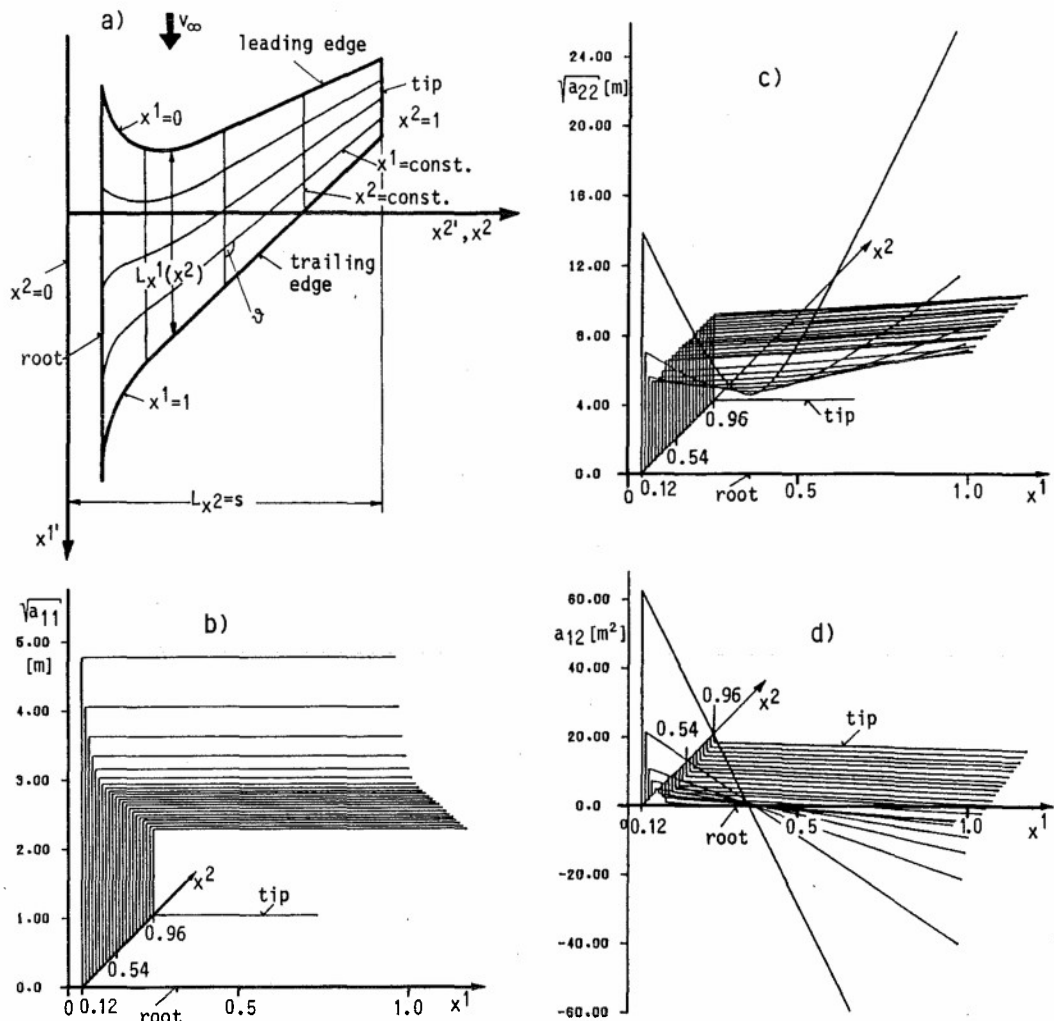 a)
v∞
leading edge
tip
x¹=0
x²=1
x¹=const.
x²=const.
x²',x²
Lx¹(x²)
trailing
edge
ϑ
x²=0
root
x¹=1
Lx²=s
x¹'
c)
√a22 [m]
24.00
20.00
16.00
12.00
8.00
4.00
0.0
x²
0.96
tip
0.54
0
0.12
root
0.5
1.0
x¹
b)
√a11
[m]
5.00
4.00
3.00
2.00
1.00
0.0
x²
tip
0.96
0.54
0
0.12
root
0.5
1.0
x¹
d)
a12 [m²]
60.00
40.00
20.00
0.0
-20.00
-40.00
-60.00
0.96
x²
0.54
tip
0
0.12
root
0.5
1.0
x¹